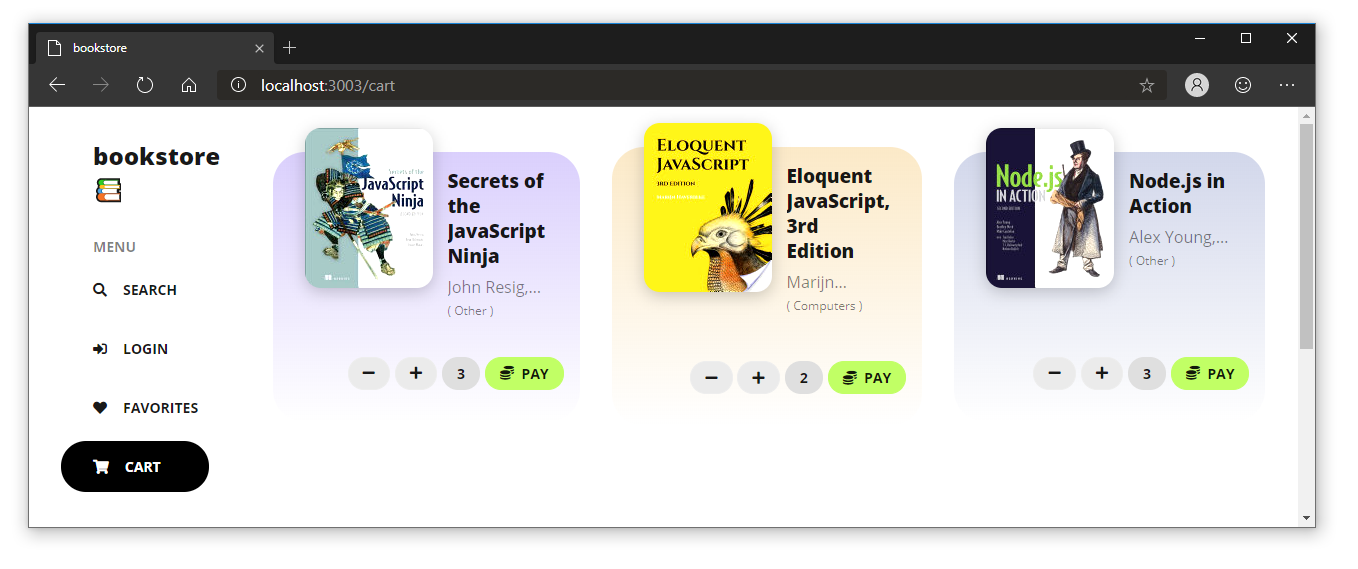 bookstore
localhost:3003/cart
bookstore
MENU
SEARCH
LOGIN
FAVORITES
CART
Secrets of the
JavaScript
Ninja
Secrets of
the
JavaScript
Ninja
John Resig,...
( Other )
3
PAY
ELOQUENT
JAVASCRIPT
3RD EDITION
Eloquent
JavaScript,
3rd
Edition
Marijn...
( Computers )
2
PAY
Node.js
IN ACTION
Node.js in
Action
Alex Young,...
( Other )
3
PAY